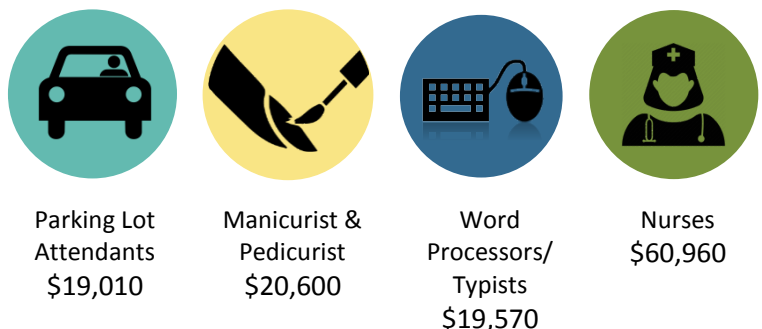 Parking Lot
Attendants
$19,010
Manicurist &
Pedicurist
$20,600
Word
Processors/
Typists
$19,570
Nurses
$60,960